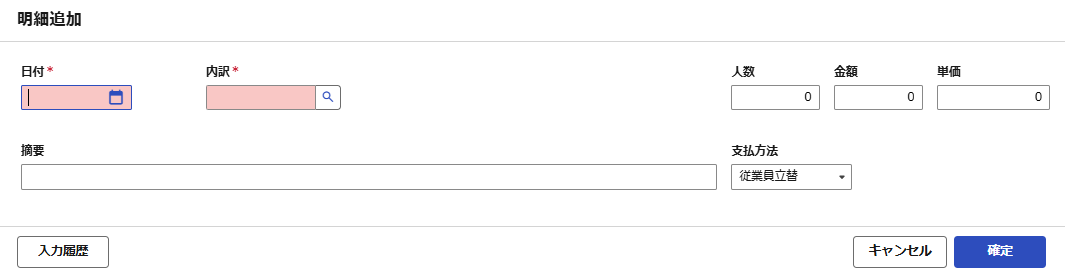 明細追加
日付* 内訳* 人数 金額 単価
0 0 0
摘要 支払方法
従業員立替
入力履歴 キャンセル 確定